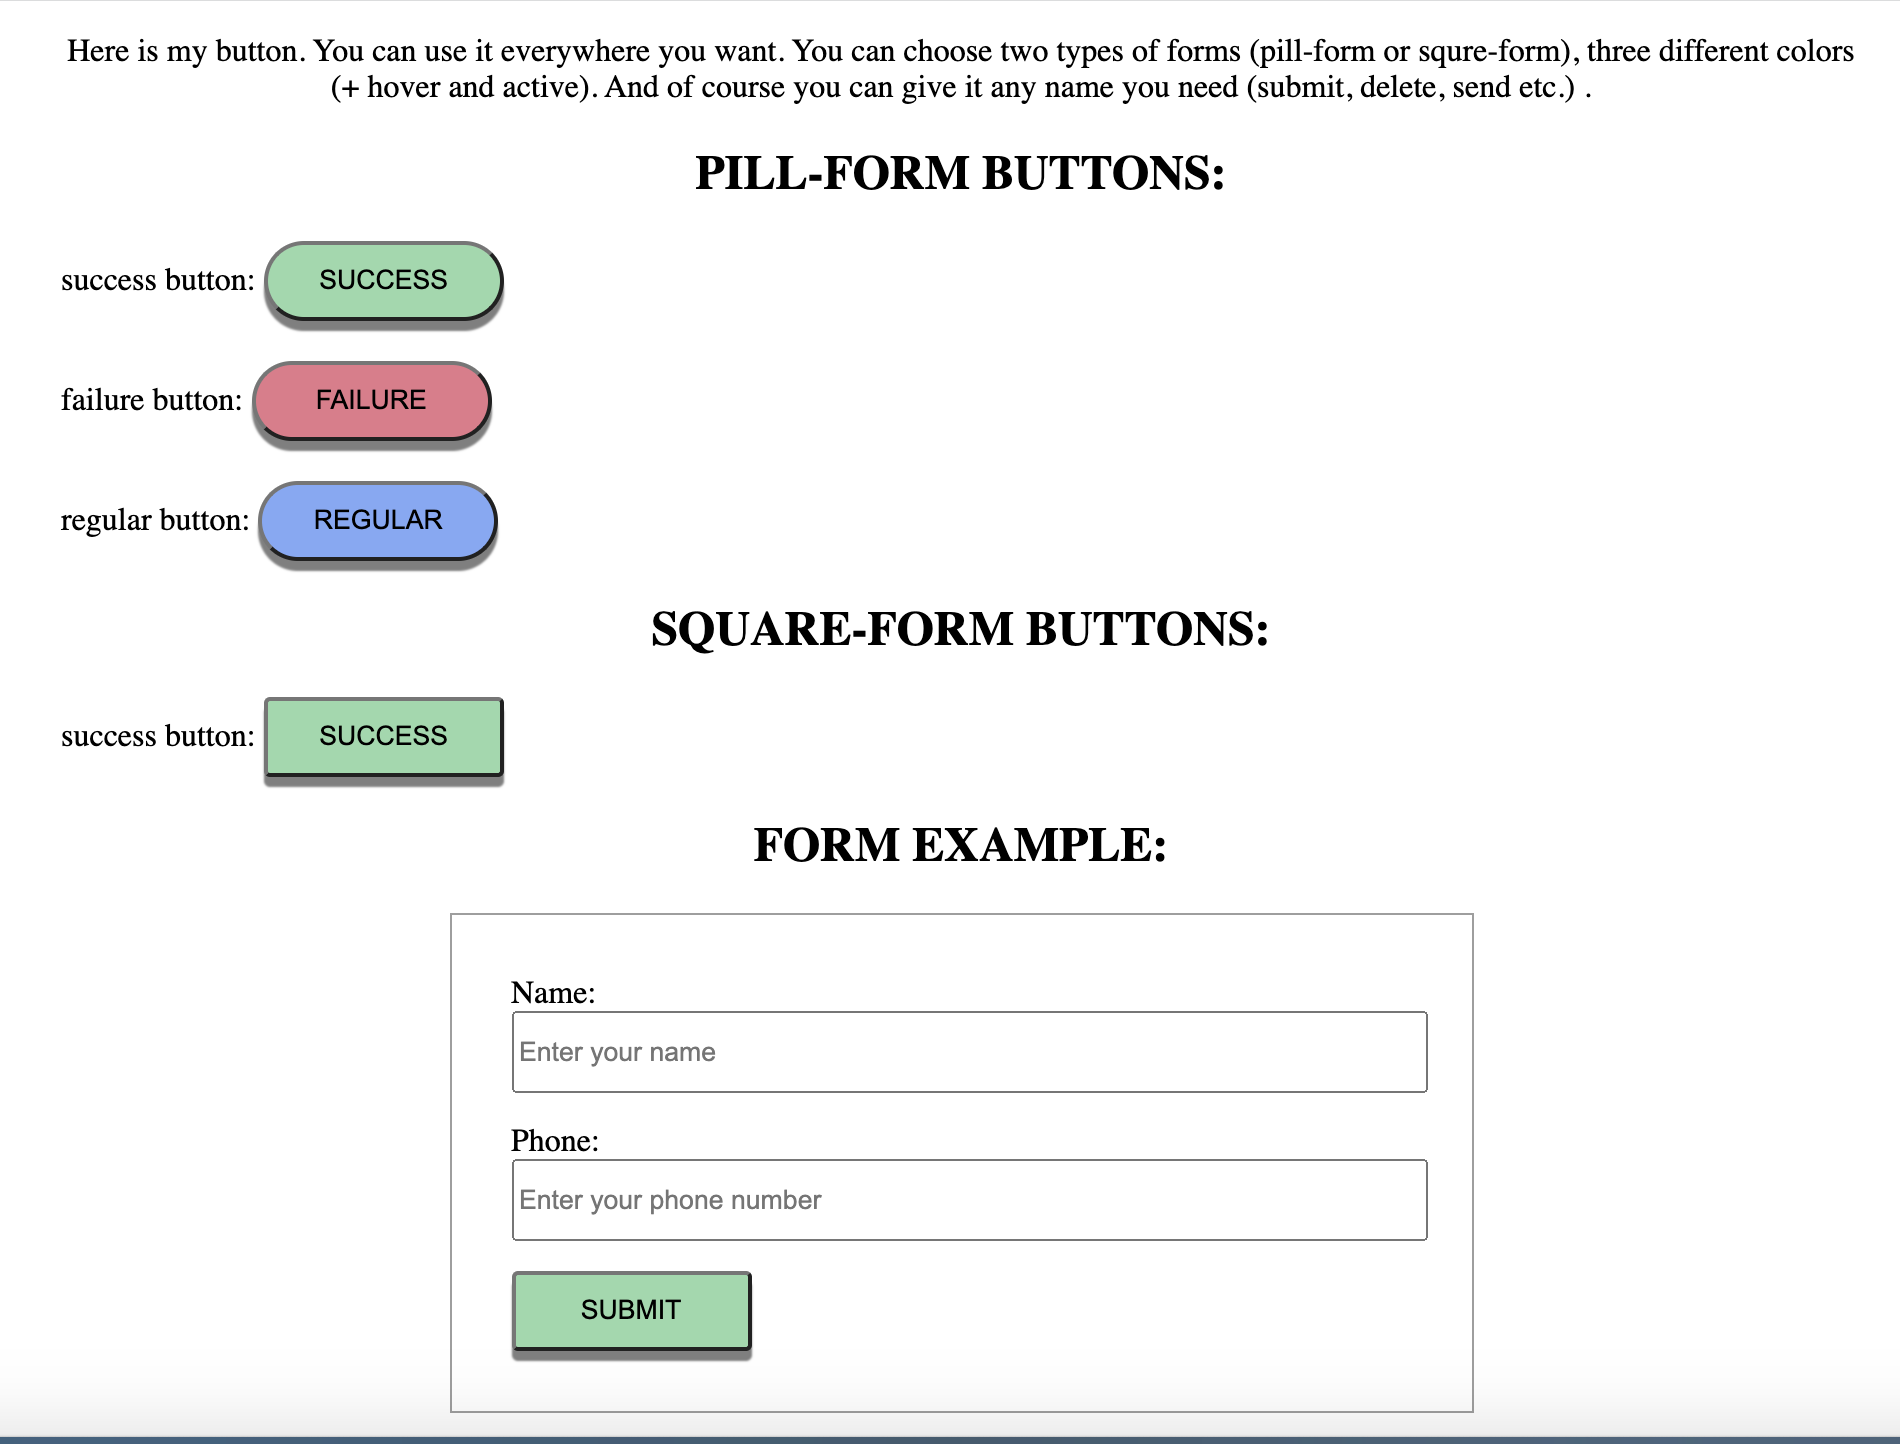 Here is my button. You can use it everywhere you want. You can choose two types of forms (pill-form or squre-form), three different colors
(+ hover and active). And of course you can give it any name you need (submit, delete, send etc.) .
PILL-FORM BUTTONS:
success button: SUCCESS
failure button: FAILURE
regular button: REGULAR
SQUARE-FORM BUTTONS:
success button: SUCCESS
FORM EXAMPLE:
Name:
Enter your name
Phone:
Enter your phone number
SUBMIT